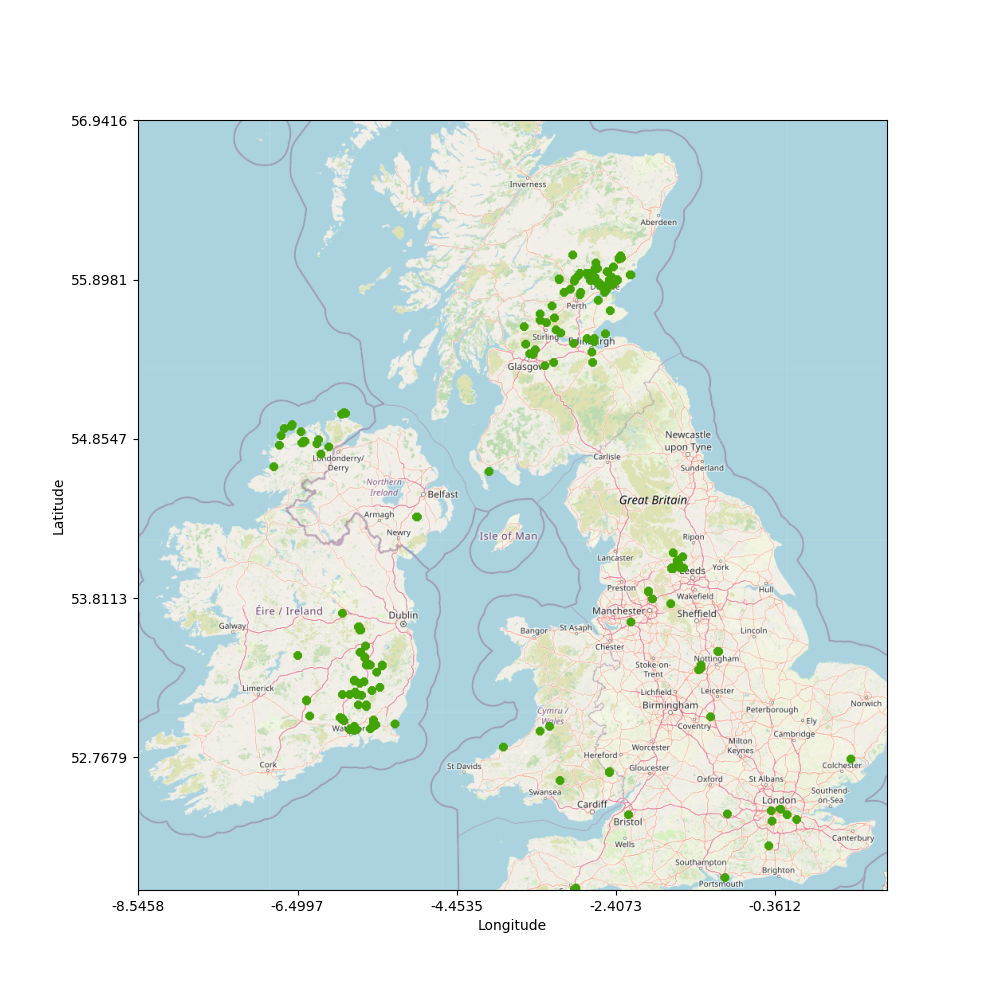 56.9416
Inverness
Aberdeen
55.8981
Perth
Stirling
Edinburgh
Glasgow
54.8547
Newcastle
upon Tyne
Londonderry/
Derry
Carlisle
Sunderland
Northern
Ireland
Belfast
Great Britain
Armagh
Newry
Isle of Man
Ripon
Lancaster
York
Leeds
Preston
Hull
53.8113
Wakefield
Éire / Ireland
Dublin
Manchester
Sheffield
Galway
Bangor
St Asaph
Lincoln
Chester
Stoke-on-
Trent
Nottingham
Limerick
Lichfield
Leicester
Norwich
Birmingham
Peterborough
Cymru /
Wales
Ely
Coventry
Cambridge
Milton
Keynes
Worcester
Hereford
52.7679
Cork
St Davids
Gloucester
Colchester
Oxford
St Albans
Swansea
Southend-
on-Sea
Cardiff
London
Bristol
Canterbury
Wells
Southampton
Brighton
Portsmouth
-8.5458
-6.4997
-4.4535
-2.4073
-0.3612
Longitude
Latitude